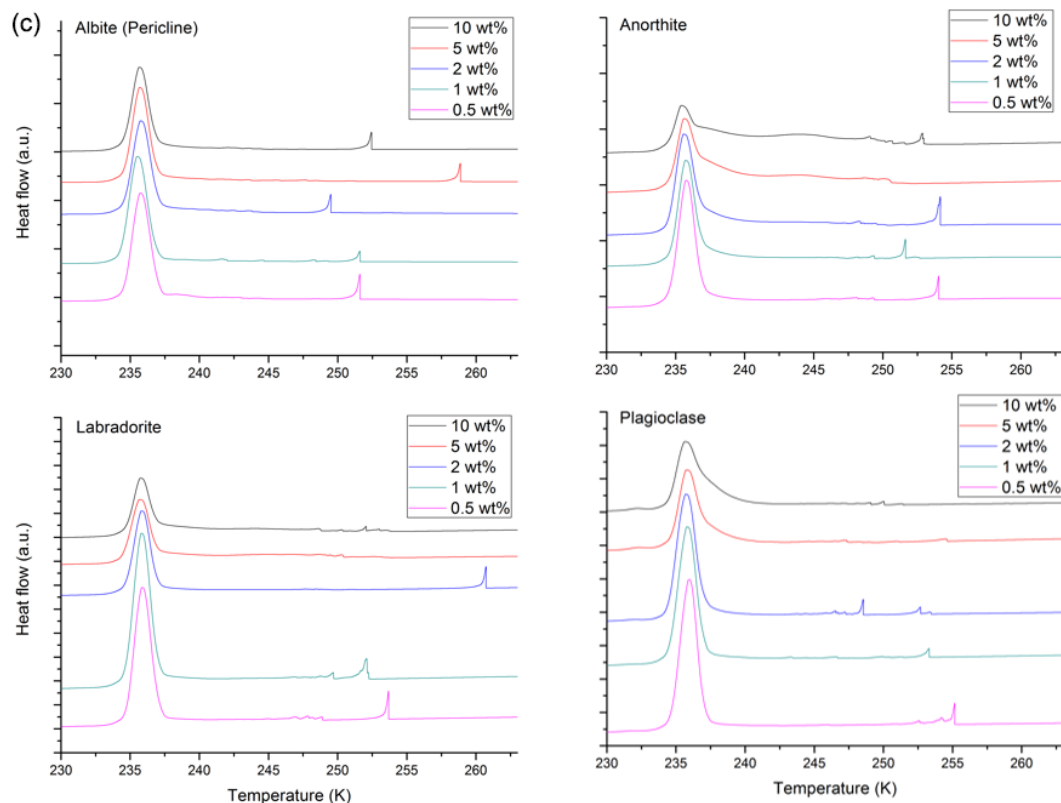 (c)
Albite (Pericline)
10 wt%
5 wt%
2 wt%
1 wt%
0.5 wt%
Heat flow (a.u.)
230 235 240 245 250 255 260
Anorthite
10 wt%
5 wt%
2 wt%
1 wt%
0.5 wt%
230 235 240 245 250 255 260
Labradorite
10 wt%
5 wt%
2 wt%
1 wt%
0.5 wt%
Heat flow (a.u.)
230 235 240 245 250 255 260
Temperature (K)
Plagioclase
10 wt%
5 wt%
2 wt%
1 wt%
0.5 wt%
230 235 240 245 250 255 260
Temperature (K)